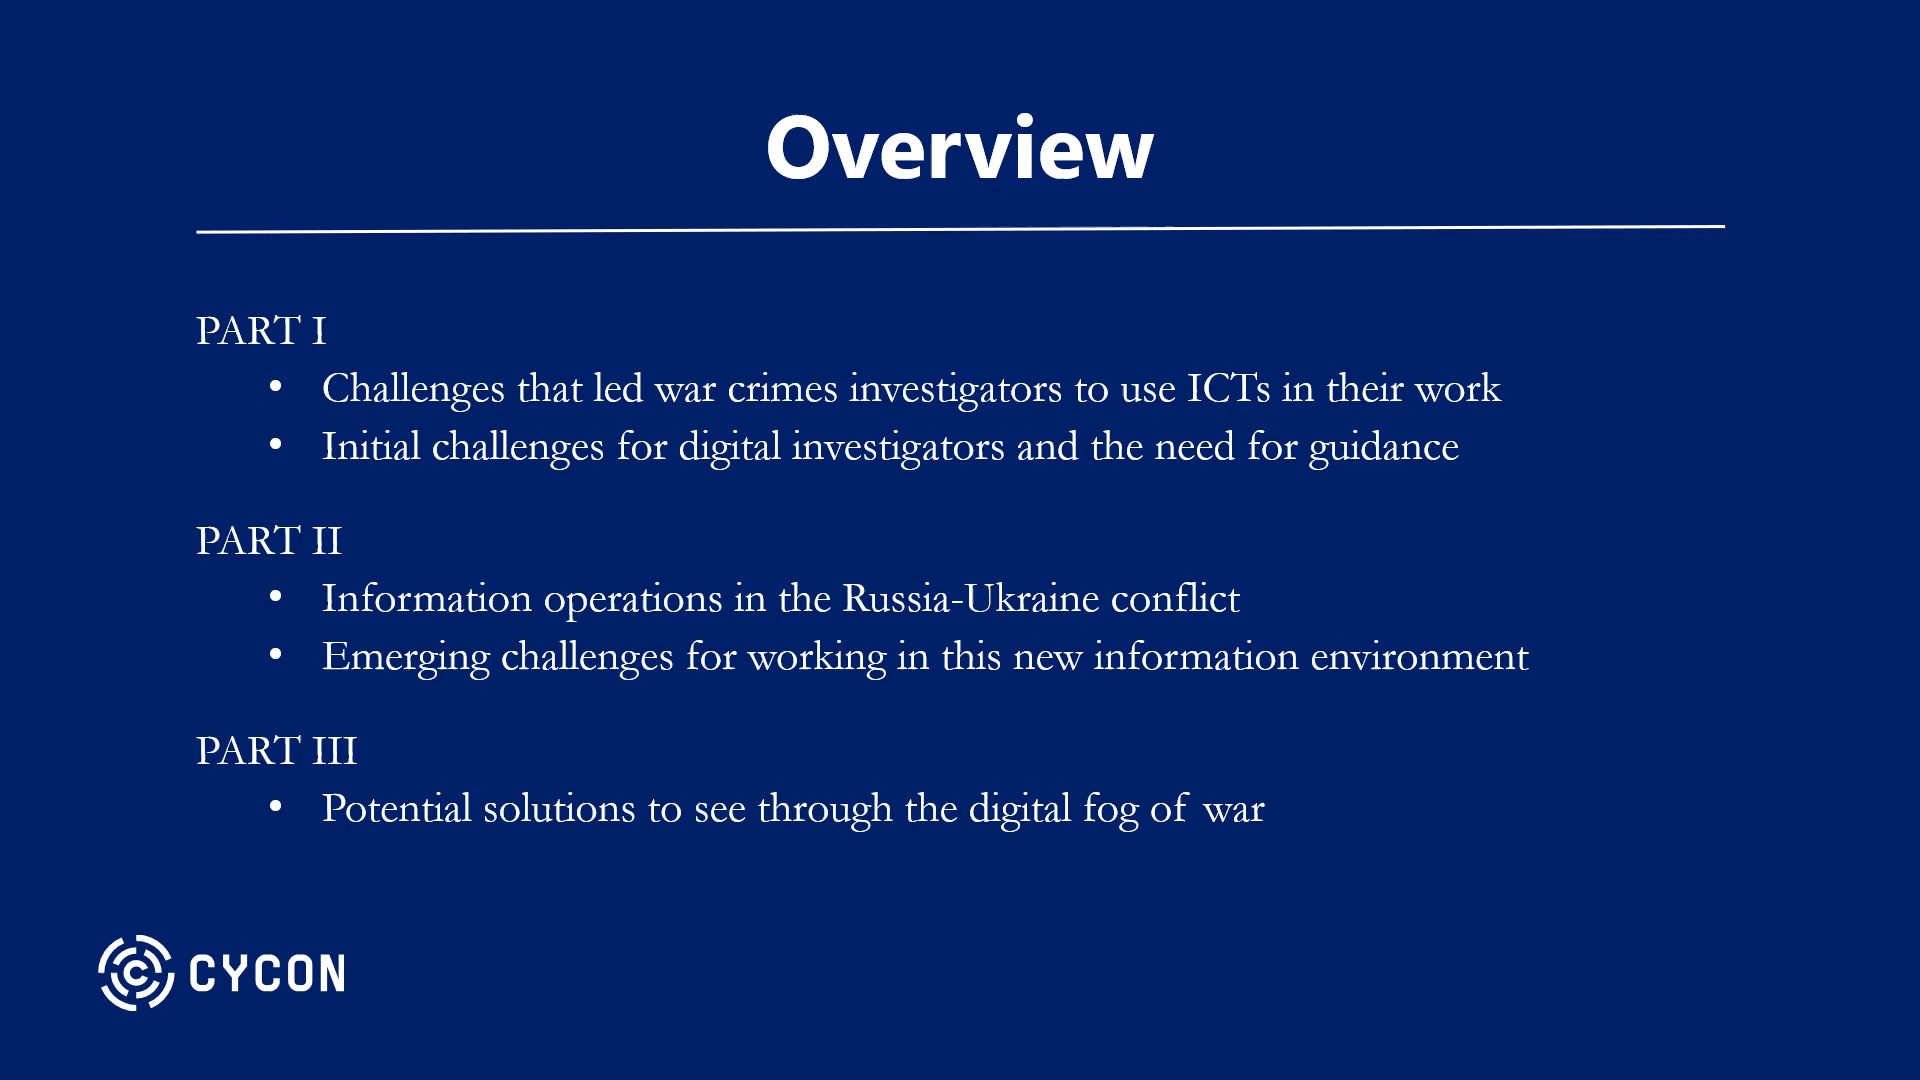 Overview
PART I
• Challenges that led war crimes investigators to use ICTs in their work
• Initial challenges for digital investigators and the need for guidance
PART II
• Information operations in the Russia-Ukraine conflict
• Emerging challenges for working in this new information environment
PART III
• Potential solutions to see through the digital fog of war
CYCON